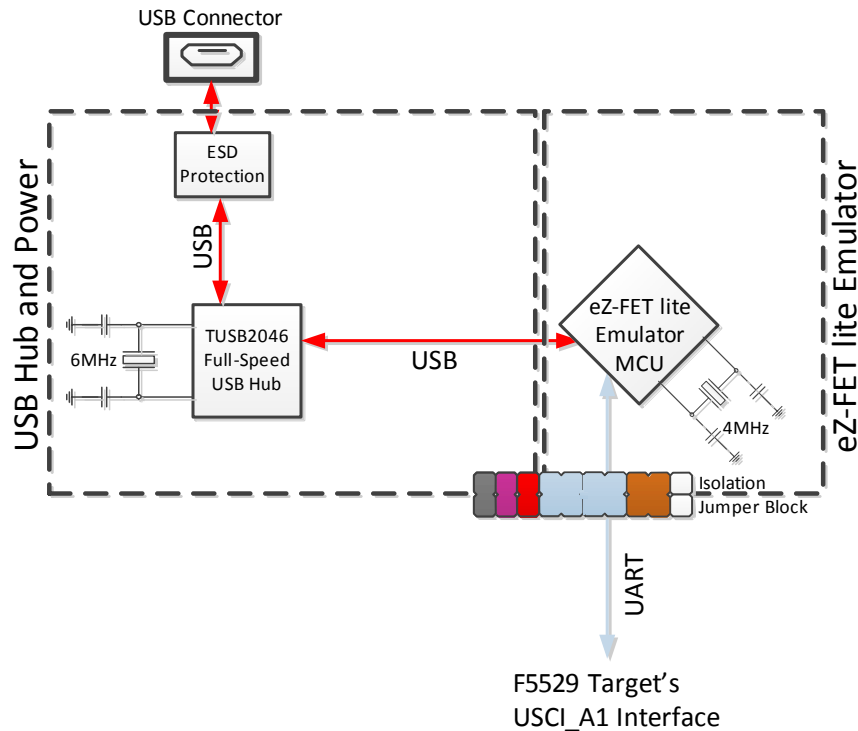 USB Connector
ESD
Protection
USB Hub and Power
USB
TUSB2046
Full-Speed
USB Hub
6MHz
USB
eZ-FET lite
Emulator
MCU
4MHz
eZ-FET lite Emulator
Isolation
Jumper Block
UART
F5529 Target's
USCI_A1 Interface